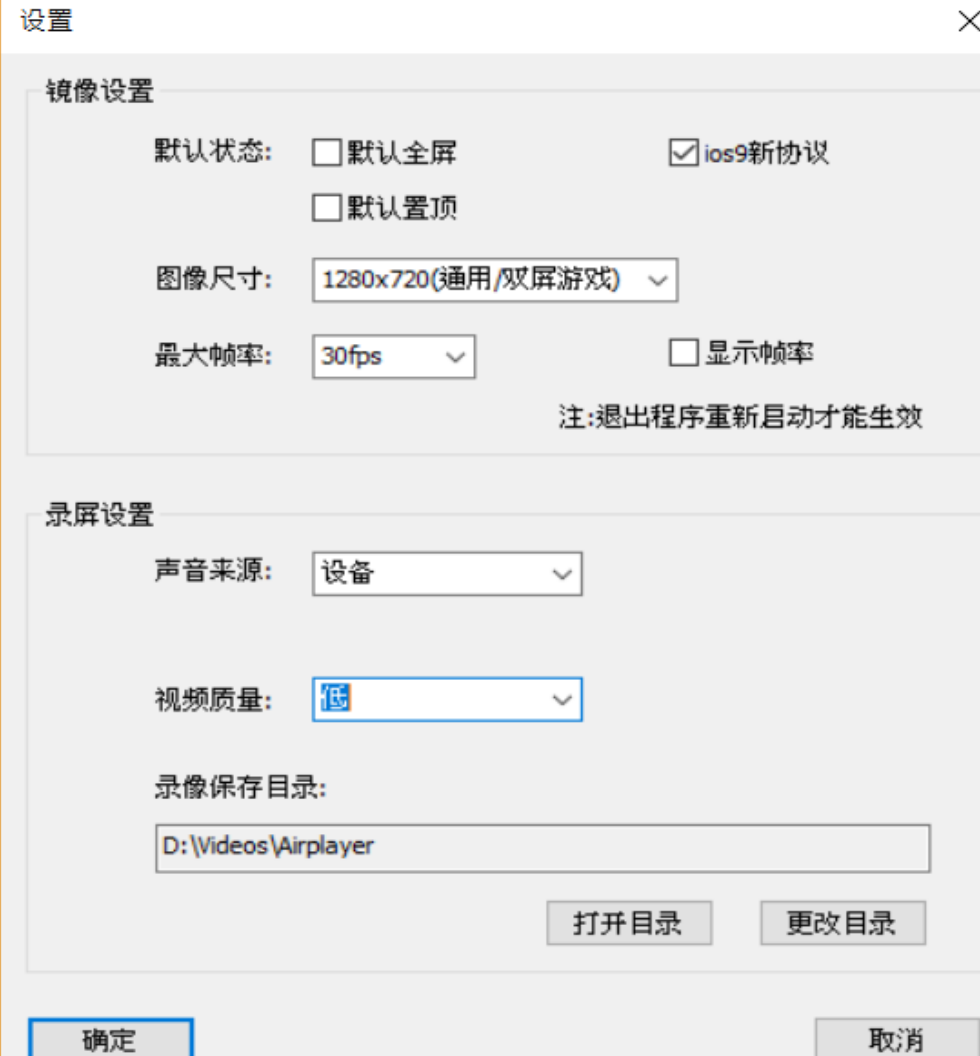 设置
镜像设置
默认状态: 默认全屏 ios9新协议
默认置顶
图像尺寸: 1280x720(通用/双屏游戏)
最大帧率: 30fps 显示帧率
注:退出程序重新启动才能生效
录屏设置
声音来源: 设备
视频质量: 低
录像保存目录:
D:\Videos\Airplayer
打开目录 更改目录
确定 取消